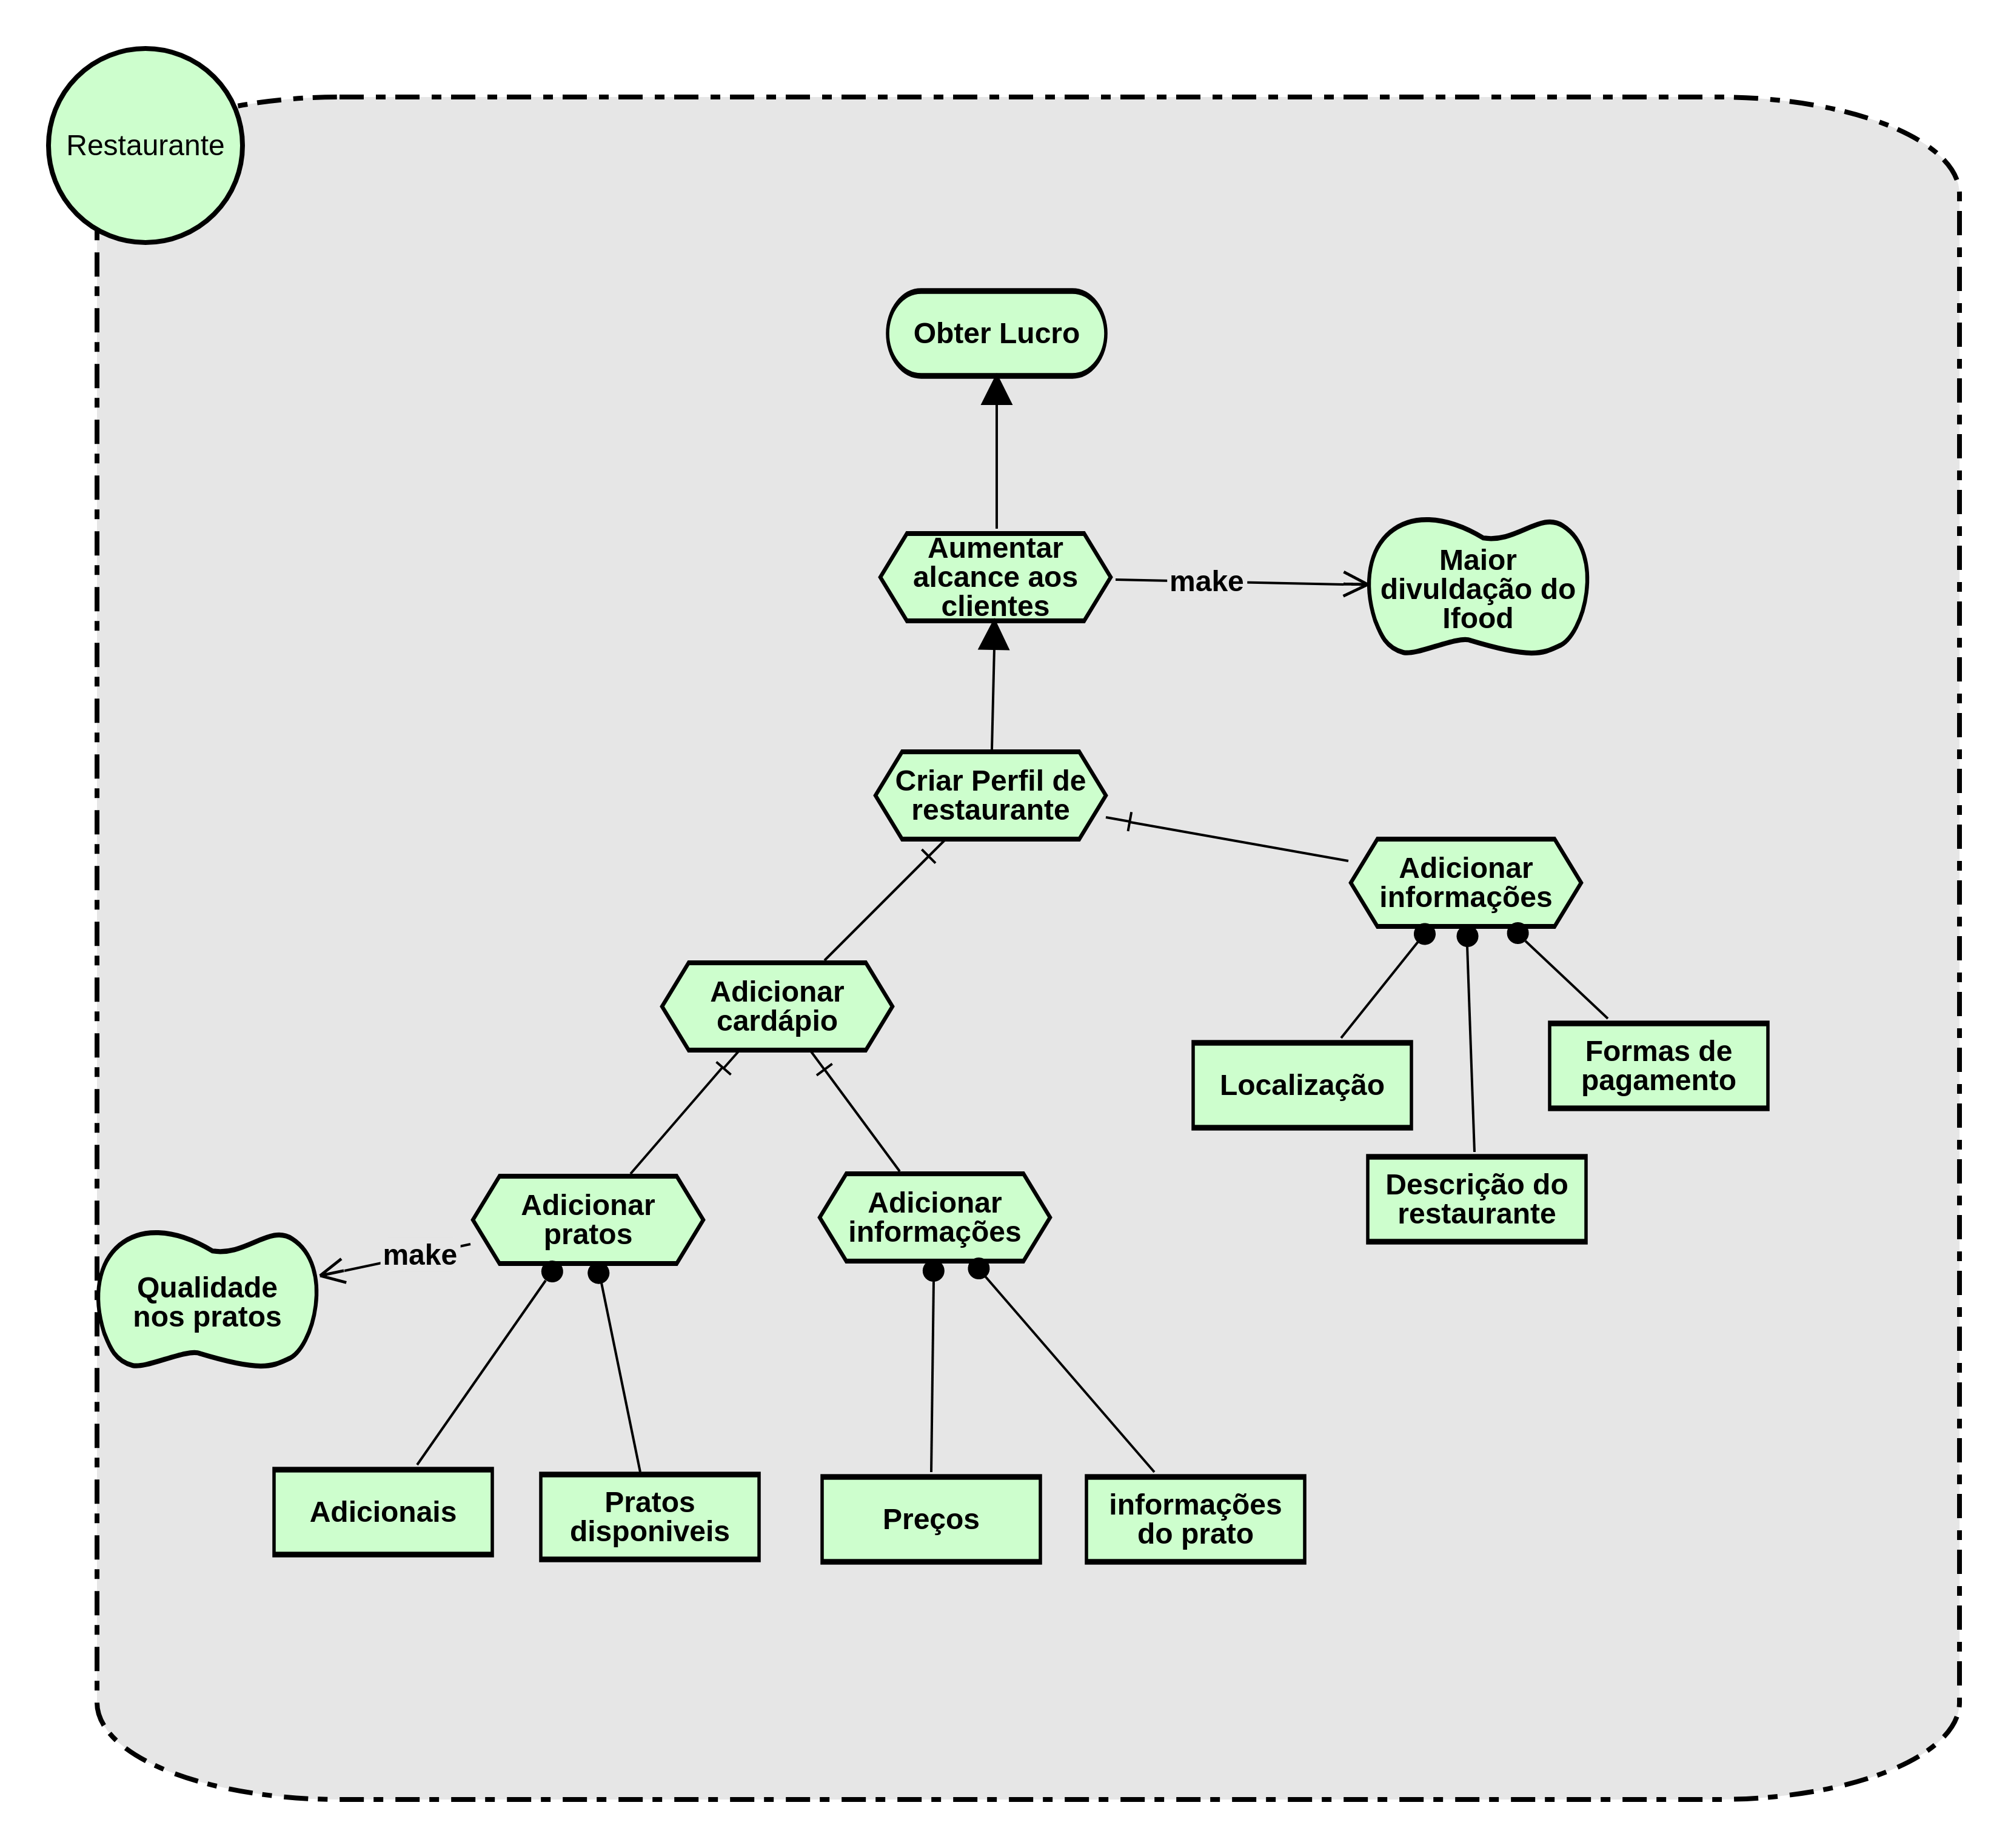 Restaurante
Obter Lucro
Aumentar
alcance aos
clientes
make
Maior
divuldação do
Ifood
Criar Perfil de
restaurante
Adicionar
informações
Adicionar
cardápio
Localização
Formas de
pagamento
Descrição do
restaurante
Adicionar
pratos
Adicionar
informações
make
Qualidade
nos pratos
Adicionais
Pratos
disponiveis
Preços
informações
do prato